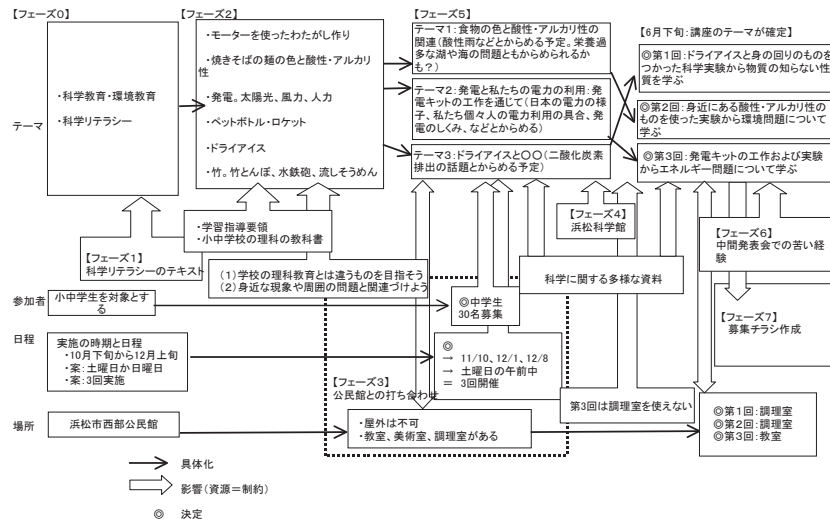 【フェーズ0】
【フェーズ2】
【フェーズ5】
【6月下旬:講座のテーマが確定】
テーマ
・科学教育・環境教育
・科学リテラシー
・モーターを使ったわたがし作り
・焼きそばの麺の色と酸性・アルカリ
性
・発電。太陽光、風力、人力
・ペットボトル・ロケット
・ドライアイス
・竹。竹とんぼ、水鉄砲、流しそうめん
テーマ1:食物の色と酸性・アルカリ性の
関連(酸性雨などとからめる予定。栄養過
多な湖や海の問題ともからめられるか
も?)
テーマ2:発電と私たちの電力の利用:発
電キットの工作を通じて(日本の電力の様
子、私たち個々人の電力利用の具合、発
電のしくみ、などとからめる)
テーマ3:ドライアイスと〇〇(二酸化炭素
排出の話題とからめる予定)
◎第1回:ドライアイスと身の回りのものを
つかった科学実験から物質の知らない性
質を学ぶ
◎第2回:身近にある酸性・アルカリ性の
ものを使った実験から環境問題について
学ぶ
◎第3回:発電キットの工作および実験
からエネルギー問題について学ぶ
【フェーズ1】
科学リテラシーのテキスト
・学習指導要領
・小中学校の理科の教科書
【フェーズ4】
浜松科学館
【フェーズ6】
中間発表会での苦い経
験
(1)学校の理科教育とは違うものを目指そう
(2)身近な現象や周囲の問題と関連づけよう
科学に関する多様な資料
【フェーズ7】
募集チラシ作成
参加者
小中学生を対象とす
る
◎中学生
30名募集
日程
実施の時期と日程
・10月下旬から12月上旬
・案:土曜日か日曜日
・案:3回実施
◎
→ 11/10、12/1、12/8
→ 土曜日の午前中
= 3回開催
【フェーズ3】
公民館との打ち合わせ
第3回は調理室を使えない
場所
浜松市西部公民館
・屋外は不可
・教室、美術室、調理室がある
◎第1回:調理室
◎第2回:調理室
◎第3回:教室
具体化
影響(資源=制約)
◎ 決定